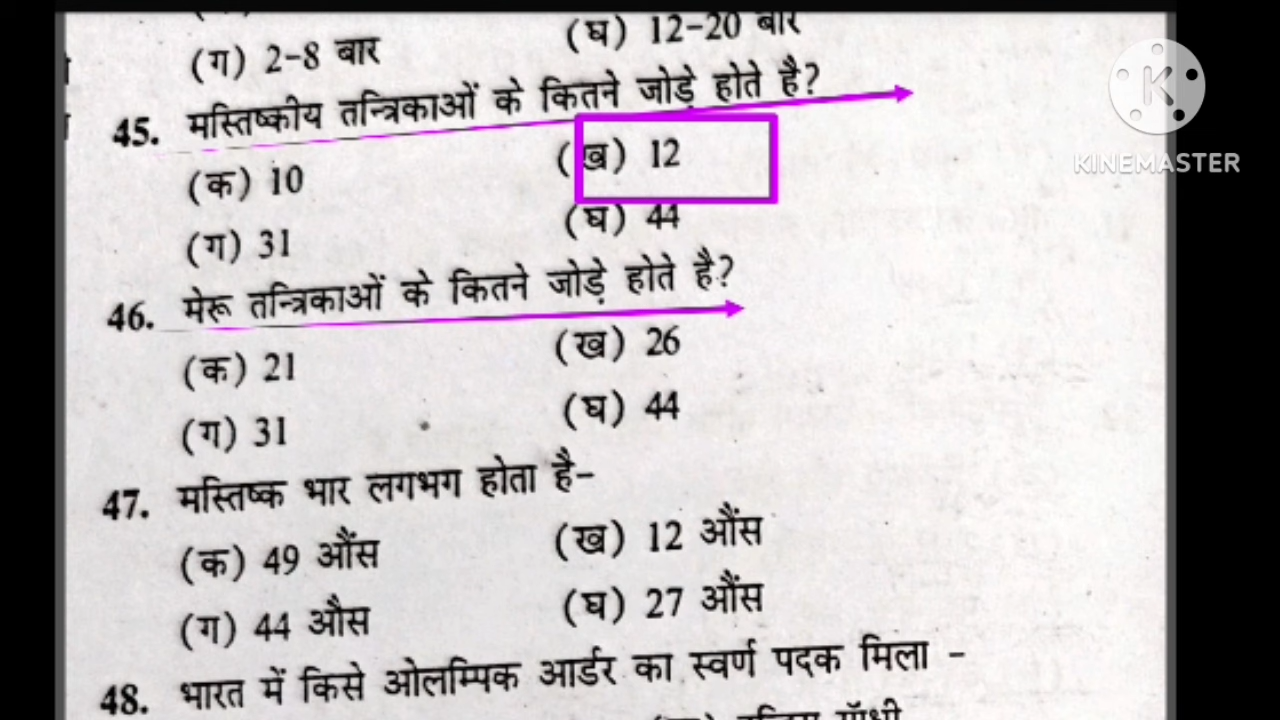 (ग) 2-8 बार (घ) 12-20 बार
45. मस्तिष्कीय तन्त्रिकाओं के कितने जोड़े होते है?
(क) 10 (ख) 12
(ग) 31 (घ) 44
46. मेरू तन्त्रिकाओं के कितने जोड़े होते है?
(क) 21 (ख) 26
(ग) 31 (घ) 44
47. मस्तिष्क भार लगभग होता है-
(क) 49 औंस (ख) 12 औंस
(ग) 44 औस (घ) 27 औंस
48. भारत में किसे ओलम्पिक आर्डर का स्वर्ण पदक मिला -
K
KINEMASTER